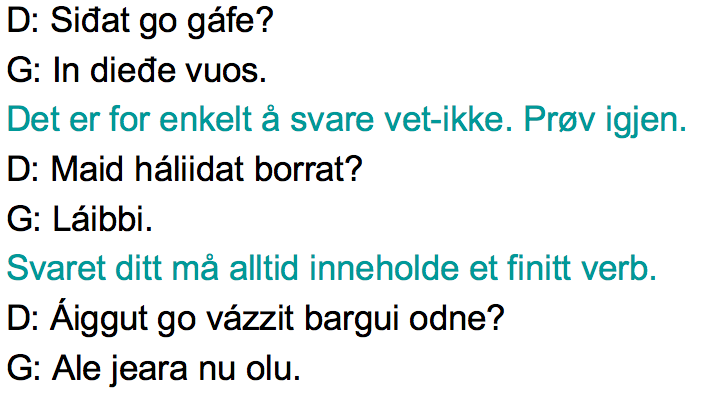 D: Siđat go gáfe?
G: In dieđe vuos.
Det er for enkelt å svare vet-ikke. Prøv igjen.
D: Maid háliidat borrat?
G: Láibbi.
Svaret ditt må alltid inneholde et finitt verb.
D: Áiggut go vázzit bargui odne?
G: Ale jeara nu olu.